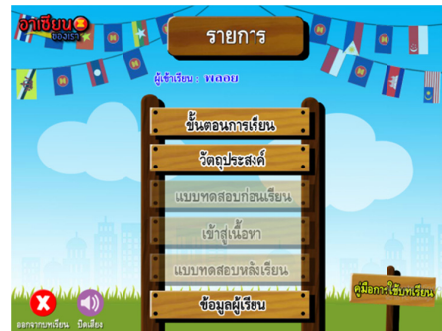 อาเซียน
ของเรา
รายการ
ผู้เข้าเรียน : พลอย
ขั้นตอนการเรียน
วัตถุประสงค์
แบบทดสอบก่อนเรียน
เข้าสู่เนื้อหา
แบบทดสอบหลังเรียน
ข้อมูลผู้เรียน
คู่มือการใช้บทเรียน
ออกจากบทเรียน
ปิดเสียง